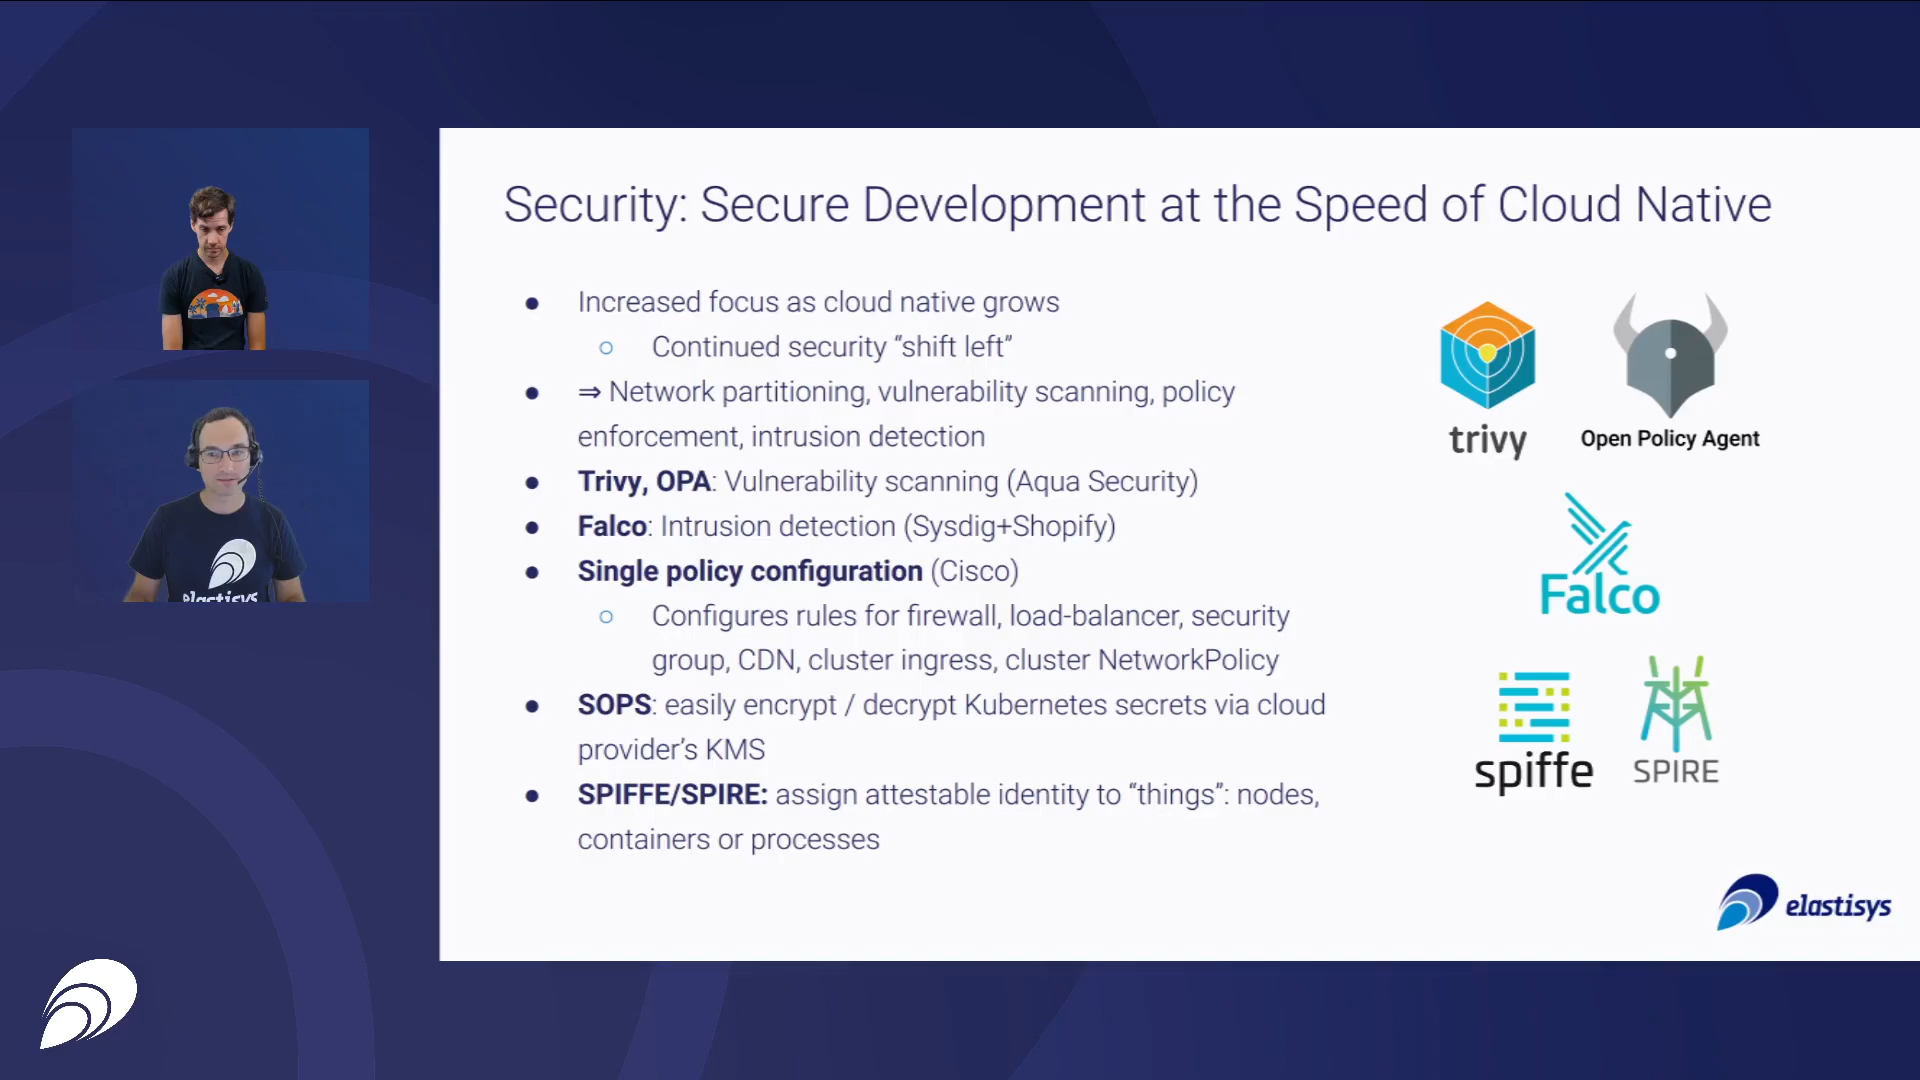 Security: Secure Development at the Speed of Cloud Native
● Increased focus as cloud native grows
○ Continued security “shift left”
● ⇒ Network partitioning, vulnerability scanning, policy
enforcement, intrusion detection
● Trivy, OPA: Vulnerability scanning (Aqua Security)
● Falco: Intrusion detection (Sysdig+Shopify)
● Single policy configuration (Cisco)
○ Configures rules for firewall, load-balancer, security
group, CDN, cluster ingress, cluster NetworkPolicy
● SOPS: easily encrypt / decrypt Kubernetes secrets via cloud
provider’s KMS
● SPIFFE/SPIRE: assign attestable identity to “things”: nodes,
containers or processes
trivy
Open Policy Agent
Falco
spiffe
SPIRE
elastisys
elastisys